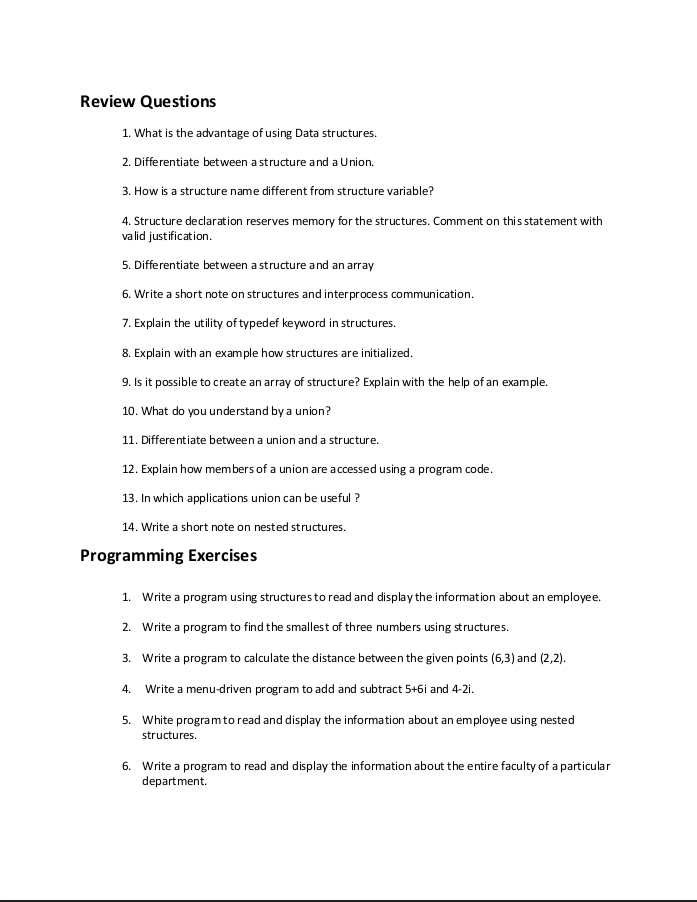 Review Questions
1. What is the advantage of using Data structures.
2. Differentiate between a structure and a Union.
3. How is a structure name different from structure variable?
4. Structure declaration reserves memory for the structures. Comment on this statement with
valid justification.
5. Differentiate between a structure and an array
6. Write a short note on structures and interprocess communication.
7. Explain the utility of typedef keyword in structures.
8. Explain with an example how structures are initialized.
9. Is it possible to create an array of structure? Explain with the help of an example.
10. What do you understand by a union?
11. Differentiate between a union and a structure.
12. Explain how members of a union are accessed using a program code.
13. In which applications union can be useful ?
14. Write a short note on nested structures.
Programming Exercises
1. Write a program using structures to read and display the information about an employee.
2. Write a program to find the smallest of three numbers using structures.
3. Write a program to calculate the distance between the given points (6,3) and (2,2).
4. Write a menu-driven program to add and subtract 5+6i and 4-2i.
5. White program to read and display the information about an employee using nested
structures.
6. Write a program to read and display the information about the entire faculty of a particular
department.